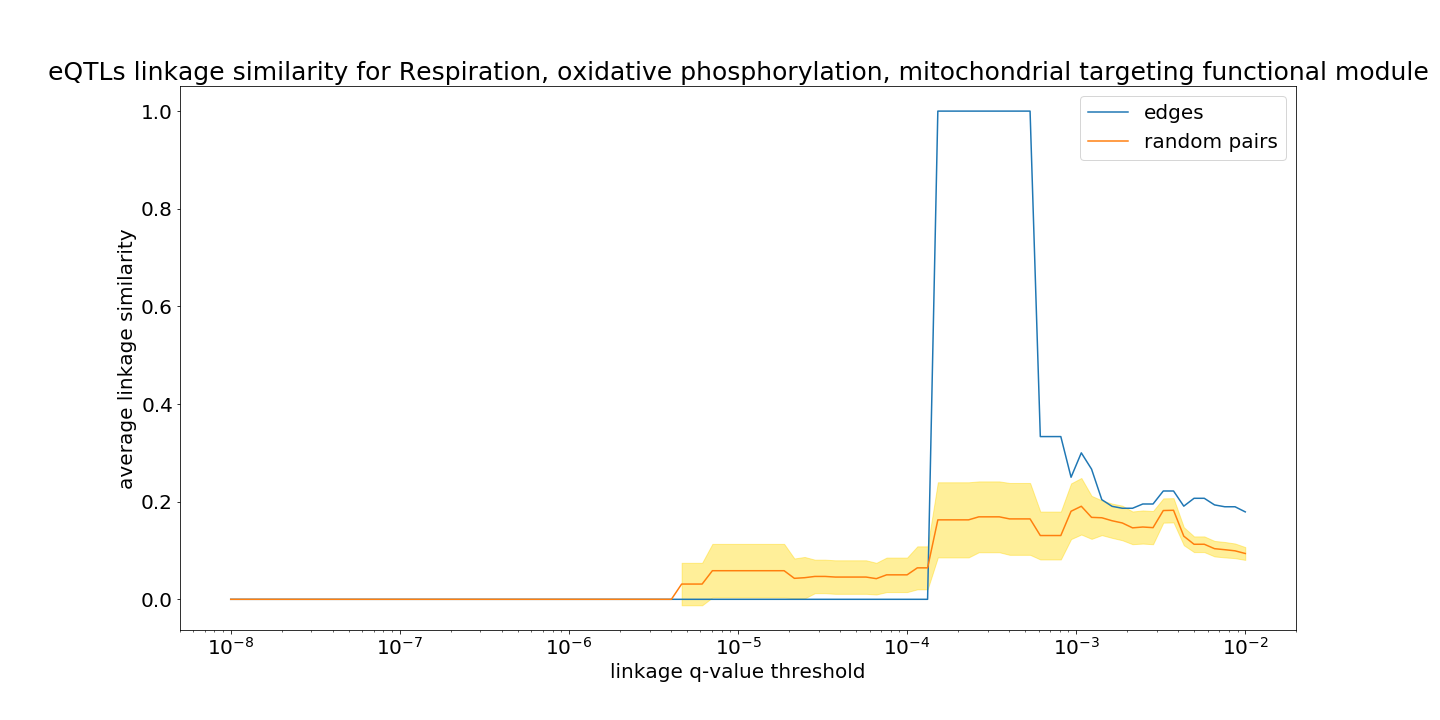 eQTLs linkage similarity for Respiration, oxidative phosphorylation, mitochondrial targeting functional module
edges
random pairs
average linkage similarity
1.0
0.8
0.6
0.4
0.2
0.0
10⁻⁸ 10⁻⁷ 10⁻⁶ 10⁻⁵ 10⁻⁴ 10⁻³ 10⁻²
linkage q-value threshold